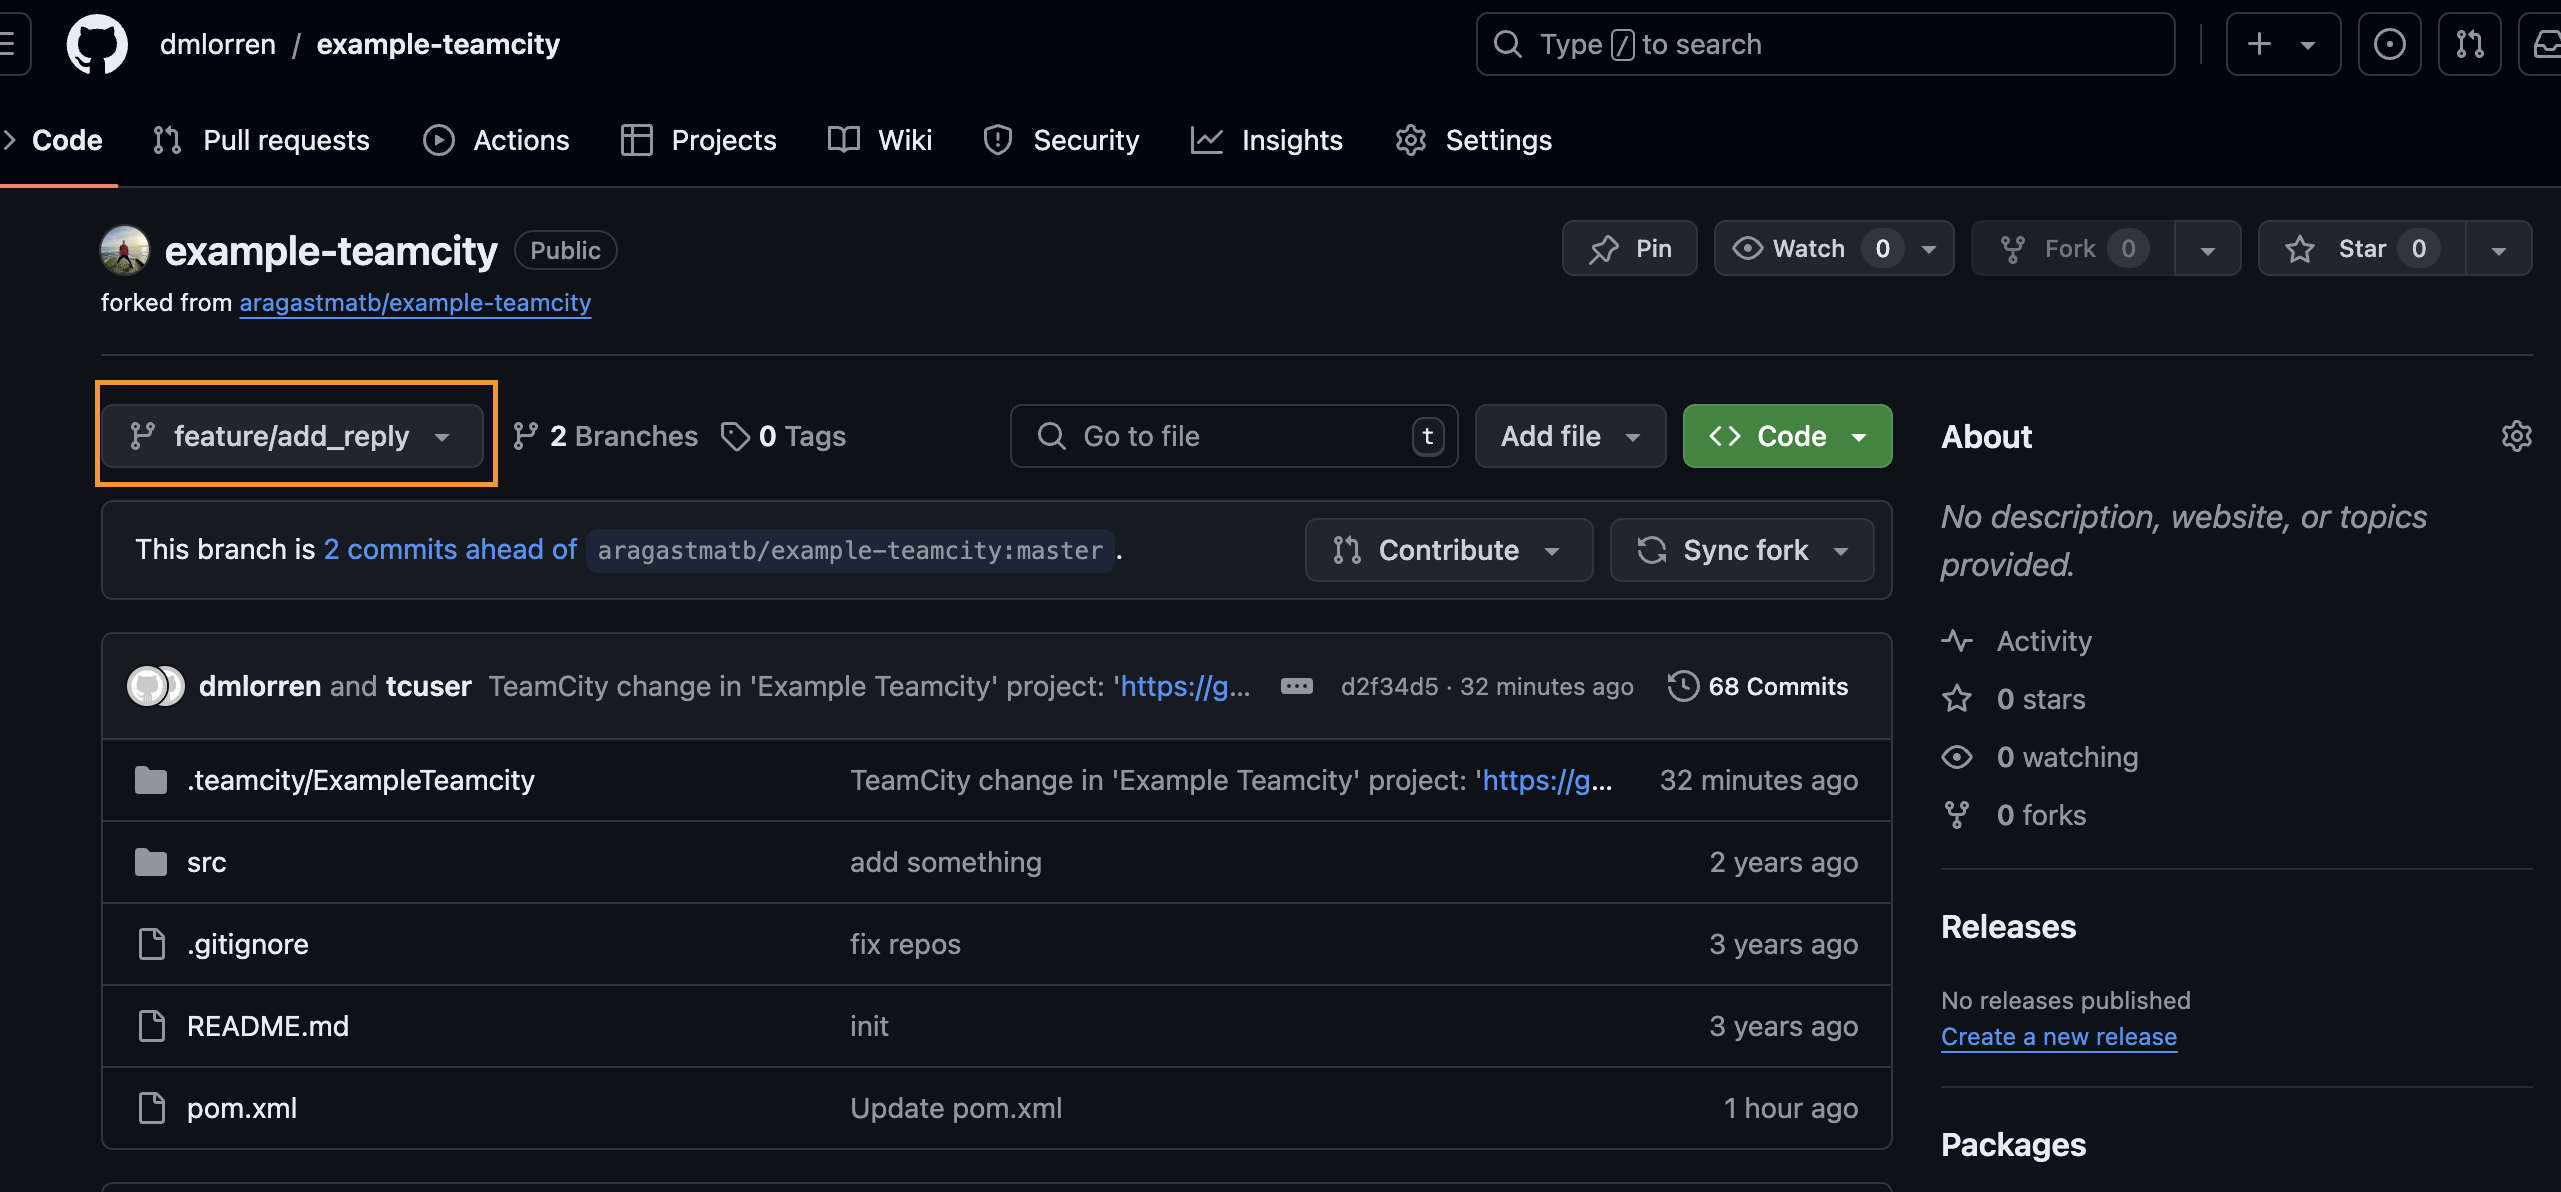 dmlorren / example-teamcity
Type / to search
Code Pull requests Actions Projects Wiki Security Insights Settings
example-teamcity Public
Pin Watch 0 Fork 0 Star 0
forked from aragastmatb/example-teamcity
feature/add_reply 2 Branches 0 Tags
Go to file t Add file Code
This branch is 2 commits ahead of aragastmatb/example-teamcity:master .
Contribute Sync fork
dmlorren and tcuser TeamCity change in 'Example Teamcity' project: 'https://g... d2f34d5 · 32 minutes ago 68 Commits
.teamcity/ExampleTeamcity TeamCity change in 'Example Teamcity' project: 'https://g... 32 minutes ago
src add something 2 years ago
.gitignore fix repos 3 years ago
README.md init 3 years ago
pom.xml Update pom.xml 1 hour ago
About
No description, website, or topics
provided.
Activity
0 stars
0 watching
0 forks
Releases
No releases published
Create a new release
Packages